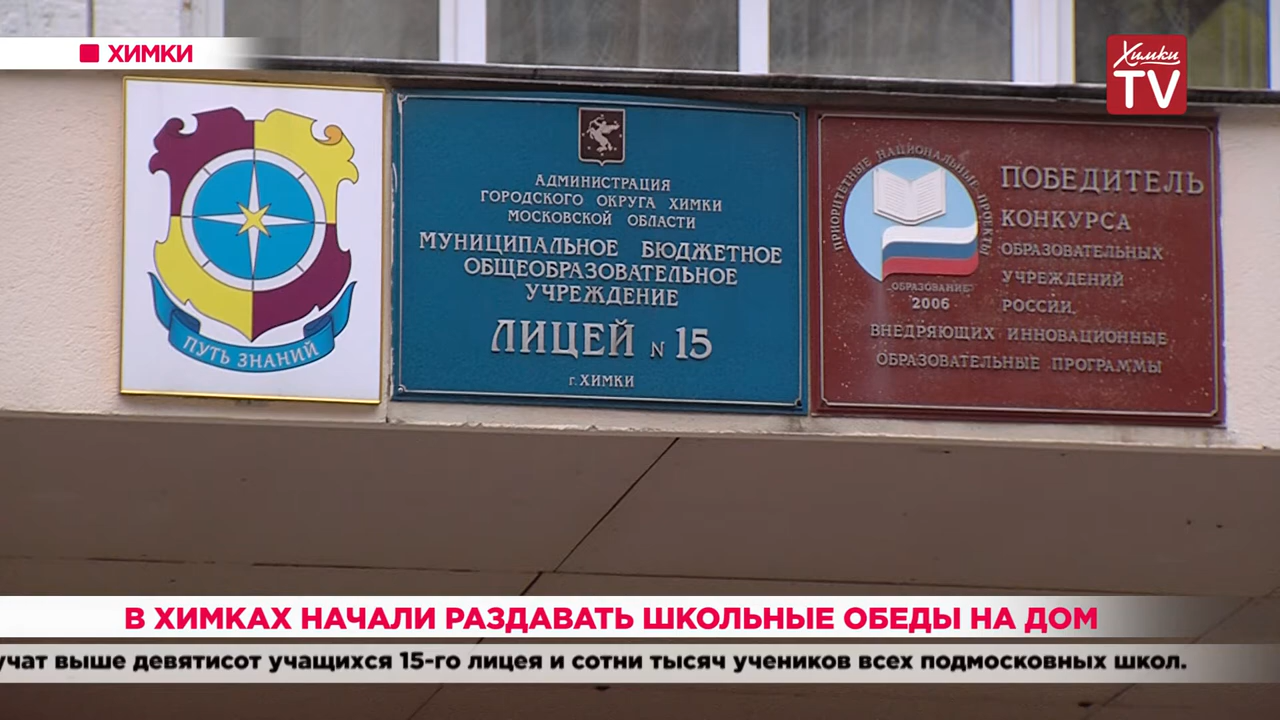 ХИМКИ
Химки
TV
ПУТЬ ЗНАНИЙ
АДМИНИСТРАЦИЯ
ГОРОДСКОГО ОКРУГА ХИМКИ
МОСКОВСКОЙ ОБЛАСТИ
МУНИЦИПАЛЬНОЕ БЮДЖЕТНОЕ
ОБЩЕОБРАЗОВАТЕЛЬНОЕ
УЧРЕЖДЕНИЕ
ЛИЦЕЙ N 15
г. ХИМКИ
ПРИОРИТЕТНЫЕ НАЦИОНАЛЬНЫЕ ПРОЕКТЫ
„ОБРАЗОВАНИЕ"
2006
ПОБЕДИТЕЛЬ
КОНКУРСА
ОБРАЗОВАТЕЛЬНЫХ
УЧРЕЖДЕНИЙ
РОССИИ,
ВНЕДРЯЮЩИХ ИННОВАЦИОННЫЕ
ОБРАЗОВАТЕЛЬНЫЕ ПРОГРАММЫ
В ХИМКАХ НАЧАЛИ РАЗДАВАТЬ ШКОЛЬНЫЕ ОБЕДЫ НА ДОМ
учат выше девятисот учащихся 15-го лицея и сотни тысяч учеников всех подмосковных школ.